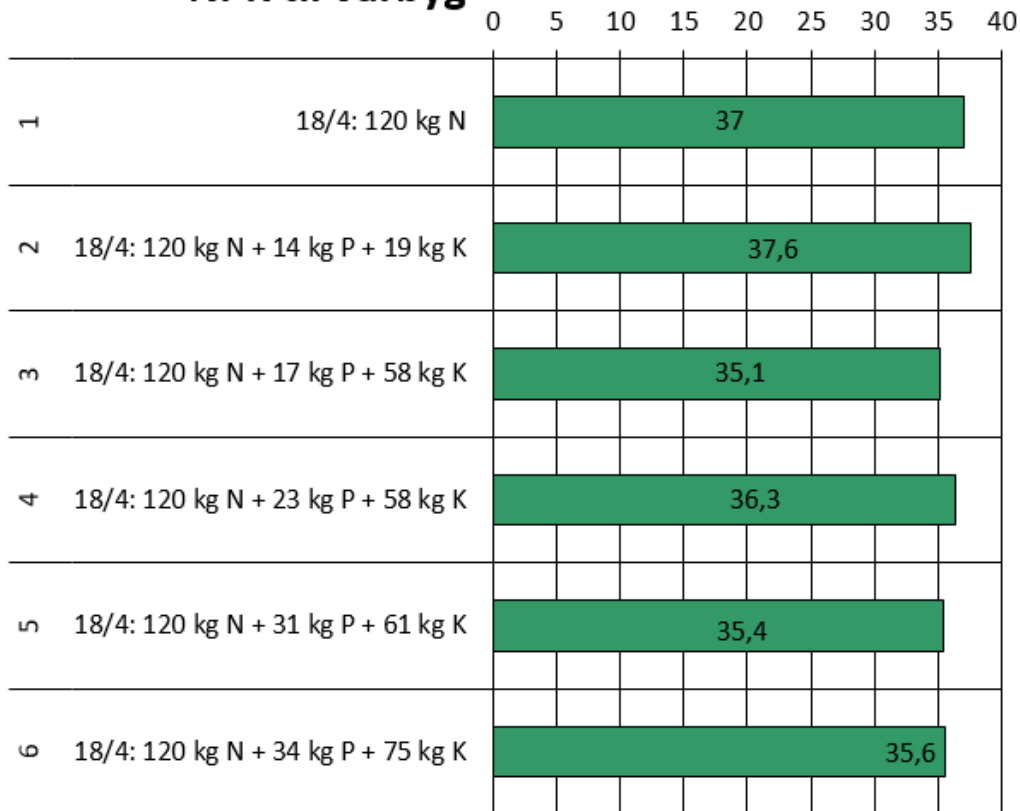 0 5 10 15 20 25 30 35 40
1 18/4: 120 kg N 37
2 18/4: 120 kg N + 14 kg P + 19 kg K 37,6
3 18/4: 120 kg N + 17 kg P + 58 kg K 35,1
4 18/4: 120 kg N + 23 kg P + 58 kg K 36,3
5 18/4: 120 kg N + 31 kg P + 61 kg K 35,4
6 18/4: 120 kg N + 34 kg P + 75 kg K 35,6